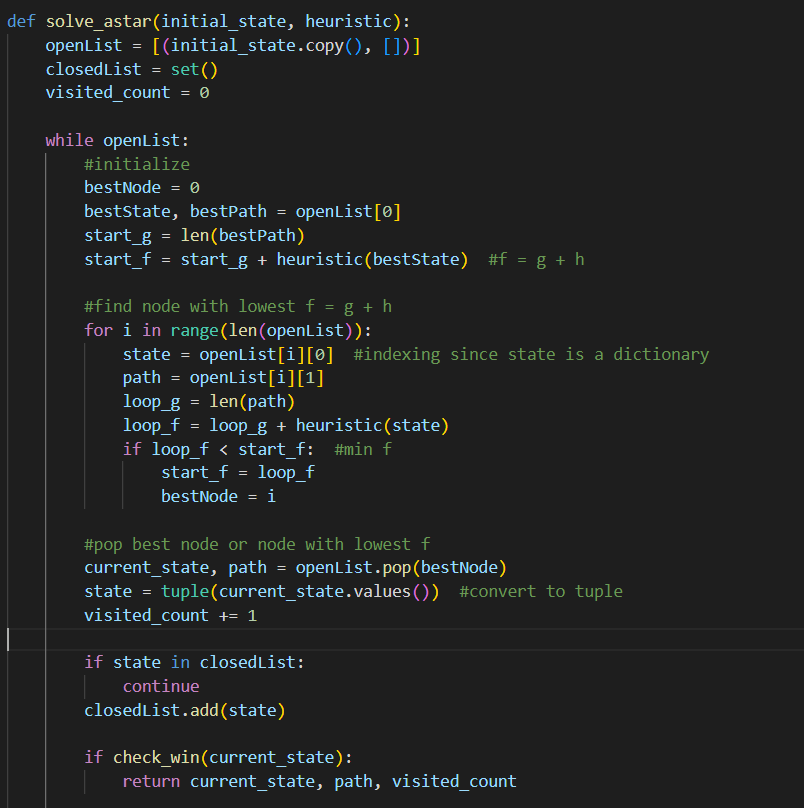 def solve_astar(initial_state, heuristic):
    openList = [(initial_state.copy(), [])]
    closedList = set()
    visited_count = 0

    while openList:
        #initialize
        bestNode = 0
        bestState, bestPath = openList[0]
        start_g = len(bestPath)
        start_f = start_g + heuristic(bestState)  #f = g + h

        #find node with lowest f = g + h
        for i in range(len(openList)):
            state = openList[i][0]  #indexing since state is a dictionary
            path = openList[i][1]
            loop_g = len(path)
            loop_f = loop_g + heuristic(state)
            if loop_f < start_f:  #min f
                start_f = loop_f
                bestNode = i

        #pop best node or node with lowest f
        current_state, path = openList.pop(bestNode)
        state = tuple(current_state.values())  #convert to tuple
        visited_count += 1

        if state in closedList:
            continue
        closedList.add(state)

        if check_win(current_state):
            return current_state, path, visited_count